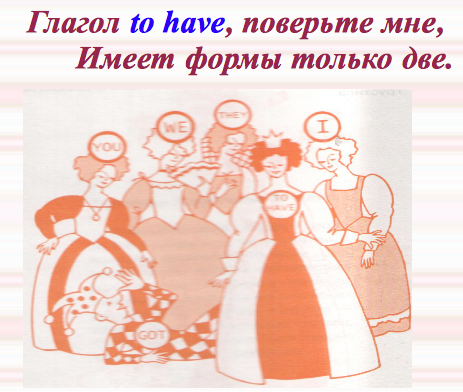 Глагол to have, поверьте мне,
Имеет формы только две.
YOU
WE
THEY
I
TO
HAVE
GOT